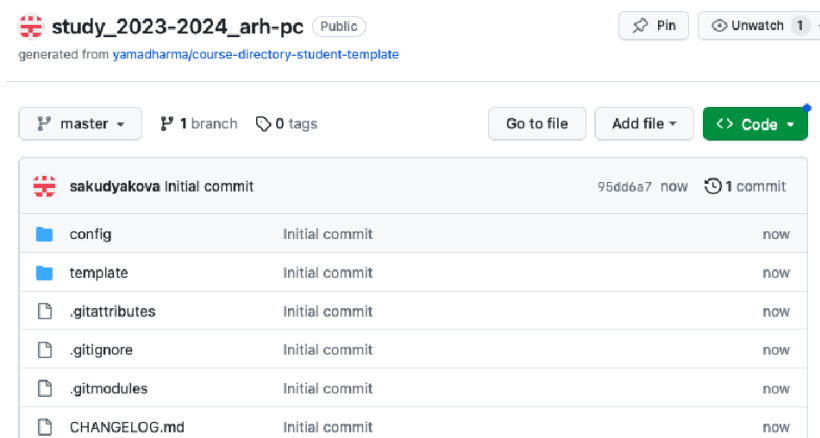 study_2023-2024_arh-pc Public Pin Unwatch 1
generated from yamadharma/course-directory-student-template
master 1 branch 0 tags Go to file Add file <> Code
sakudyakova Initial commit 95dd6a7 now 1 commit
config Initial commit now
template Initial commit now
.gitattributes Initial commit now
.gitignore Initial commit now
.gitmodules Initial commit now
CHANGELOG.md Initial commit now